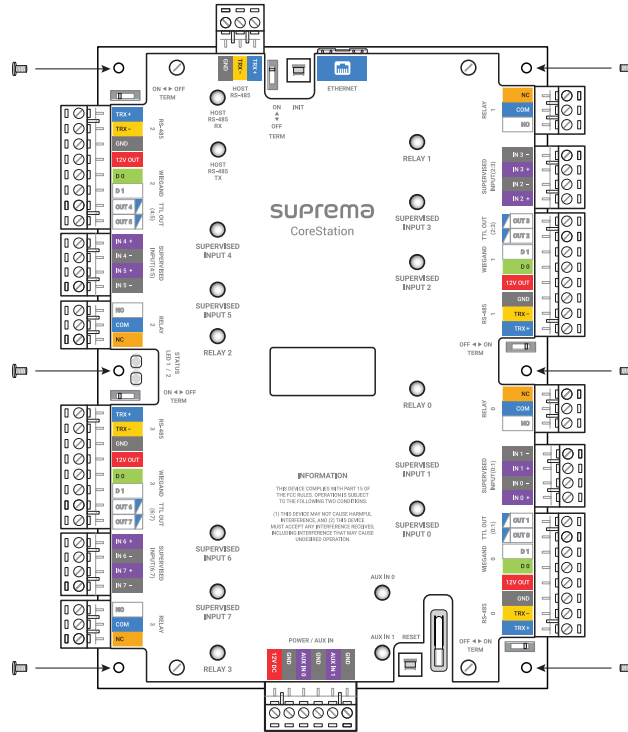 GND
TRX −
TRX +
HOST
RS-485
ON
▲
▼
OFF
TERM
INIT
ETHERNET
ON ◄► OFF
TERM
HOST
RS-485
RX
HOST
RS-485
TX
TRX +
TRX −
GND
RS-485
2
12V OUT
D 0
D 1
WIEGAND
2
OUT 4
OUT 5
TTL OUT
(4:5)
IN 4 +
IN 4 −
IN 5 +
IN 5 −
SUPERVISED
INPUT(4:5)
NO
COM
NC
RELAY
2
STATUS
LED 1 / 2
ON ◄► OFF
TERM
TRX +
TRX −
GND
RS-485
3
12V OUT
D 0
D 1
WIEGAND
3
OUT 6
OUT 7
TTL OUT
(6:7)
IN 6 +
IN 6 −
IN 7 +
IN 7 −
SUPERVISED
INPUT(6:7)
NO
COM
NC
RELAY
3
suprema
CoreStation
SUPERVISED
INPUT 4
SUPERVISED
INPUT 5
RELAY 2
RELAY 1
SUPERVISED
INPUT 3
SUPERVISED
INPUT 2
RELAY 0
SUPERVISED
INPUT 1
SUPERVISED
INPUT 0
INFORMATION
THIS DEVICE COMPLIES WITH PART 15 OF
THE FCC RULES. OPERATION IS SUBJECT
TO THE FOLLOWING TWO CONDITIONS:
(1) THIS DEVICE MAY NOT CAUSE HARMFUL
INTERFERENCE, AND (2) THIS DEVICE
MUST ACCEPT ANY INTERFERENCE RECEIVED,
INCLUDING INTERFERENCE THAT MAY CAUSE
UNDESIRED OPERATION.
SUPERVISED
INPUT 6
SUPERVISED
INPUT 7
RELAY 3
AUX IN 0
AUX IN 1
RESET
POWER / AUX IN
12V DC
GND
AUX IN 0
GND
AUX IN 1
GND
RELAY
1
NC
COM
NO
SUPERVISED
INPUT(2:3)
IN 3 −
IN 3 +
IN 2 −
IN 2 +
TTL OUT
(2:3)
OUT 3
OUT 2
WIEGAND
1
D 1
D 0
12V OUT
RS-485
1
GND
TRX −
TRX +
OFF ◄► ON
TERM
RELAY
0
NC
COM
NO
SUPERVISED
INPUT(0:1)
IN 1 −
IN 1 +
IN 0 −
IN 0 +
TTL OUT
(0:1)
OUT 1
OUT 0
WIEGAND
0
D 1
D 0
12V OUT
RS-485
0
GND
TRX −
TRX +
OFF ◄► ON
TERM